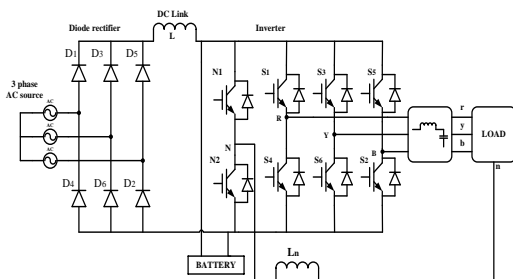 DC Link
Diode rectifier
L
Inverter
D1 D3 D5
3 phase
AC source
AC
AC
AC
N1 S1 S3 S5
R
Y
B
r
y
b
LOAD
n
N
N2 S4 S6 S2
D4 D6 D2
BATTERY
Ln